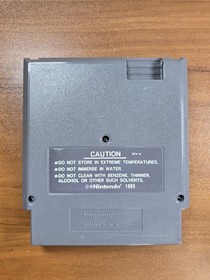 CAUTION
•DO NOT STORE IN EXTREME TEMPERATURES.
•DO NOT IMMERSE IN WATER.
•DO NOT CLEAN WITH BENZENE, THINNER,
ALCOHOL OR OTHER SUCH SOLVENTS.
©®Nintendo 1985